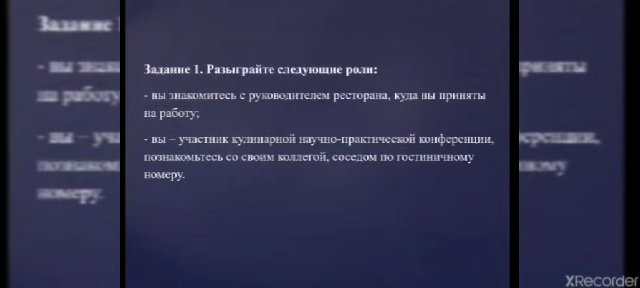 Задание 1. Разыграйте следующие роли:
- вы знакомитесь с руководителем ресторана, куда вы приняты
на работу;
- вы – участник кулинарной научно-практической конференции,
познакомьтесь со своим коллегой, соседом по гостиничному
номеру.
XRecorder